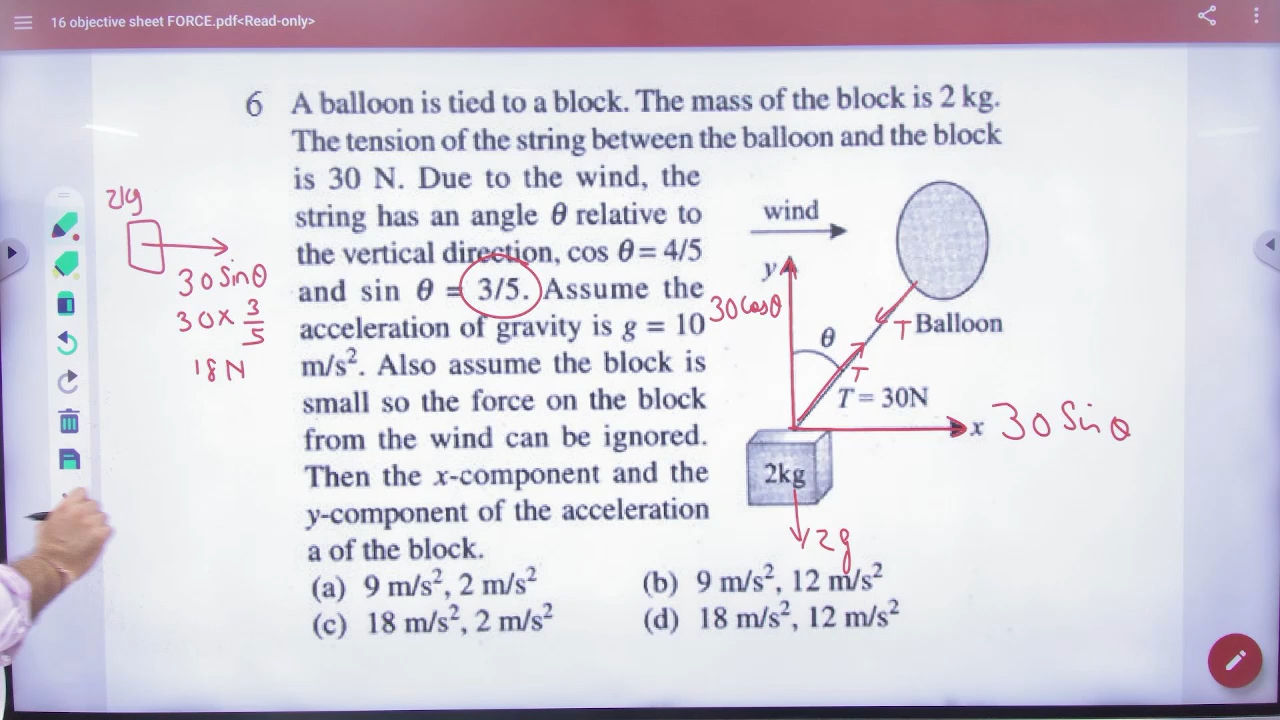 16 objective sheet FORCE.pdf<Read-only>
6 A balloon is tied to a block. The mass of the block is 2 kg.
The tension of the string between the balloon and the block
is 30 N. Due to the wind, the
string has an angle θ relative to
the vertical direction, cos θ = 4/5
and sin θ = 3/5. Assume the
acceleration of gravity is g = 10
m/s². Also assume the block is
small so the force on the block
from the wind can be ignored.
Then the x-component and the
y-component of the acceleration
a of the block.
(a) 9 m/s², 2 m/s² (b) 9 m/s², 12 m/s²
(c) 18 m/s², 2 m/s² (d) 18 m/s², 12 m/s²
wind
y
30cosθ
θ
T Balloon
T
T = 30N
x 30 Sinθ
2kg
2g
2kg
30 Sinθ
30 × 3/5
18N